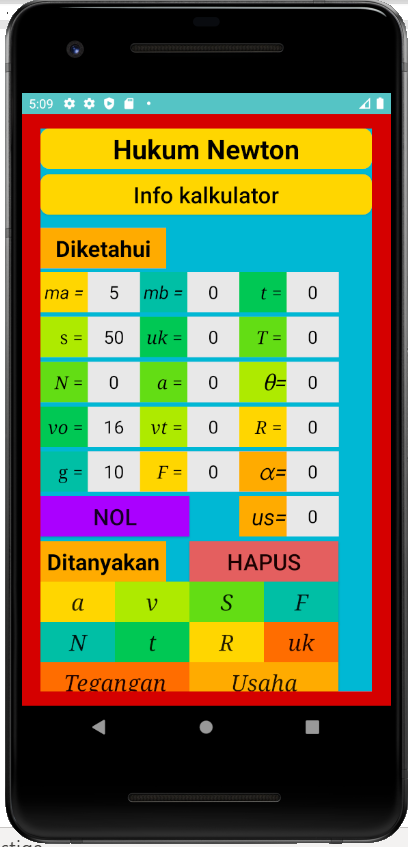 5:09
Hukum Newton
Info kalkulator
Diketahui
ma = 5 mb = 0 t = 0
s = 50 uk = 0 T = 0
N = 0 a = 0 θ= 0
vo = 16 vt = 0 R = 0
g = 10 F = 0 α= 0
NOL us= 0
Ditanyakan HAPUS
a v S F
N t R uk
Tegangan Usaha